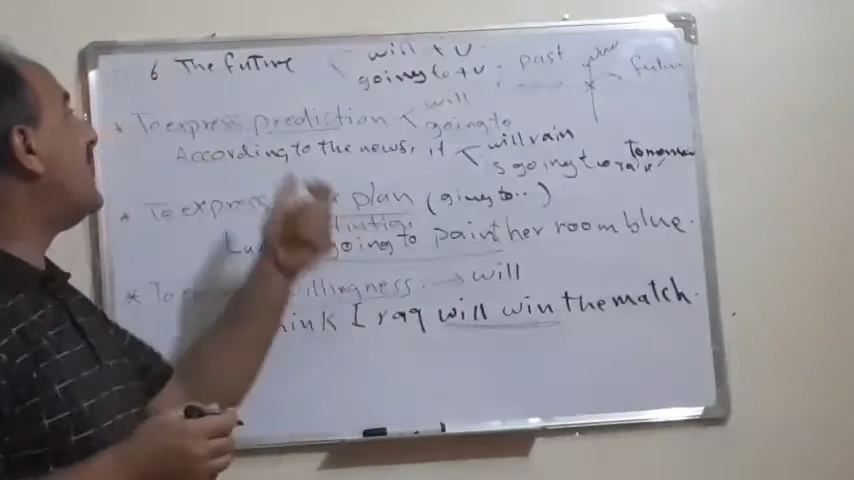 6 The future will + v
going to + v. past now future
* To express prediction will
going to
According to the news, it will rain
's going to rain Tomorrow
* To express plan (going to..)
going to paint her room blue.
* To willingness. → will
think Iraq will win the match.